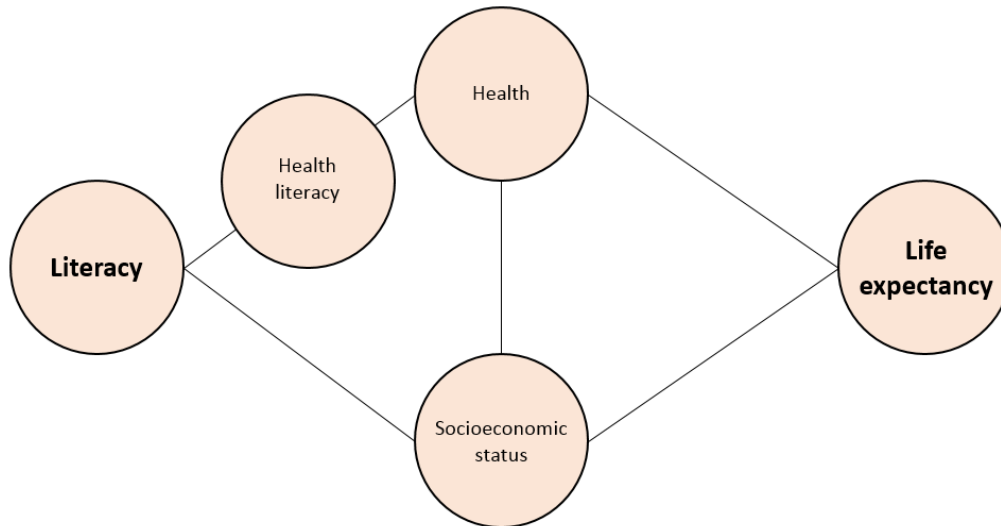 Health
Health
literacy
Literacy
Life
expectancy
Socioeconomic
status